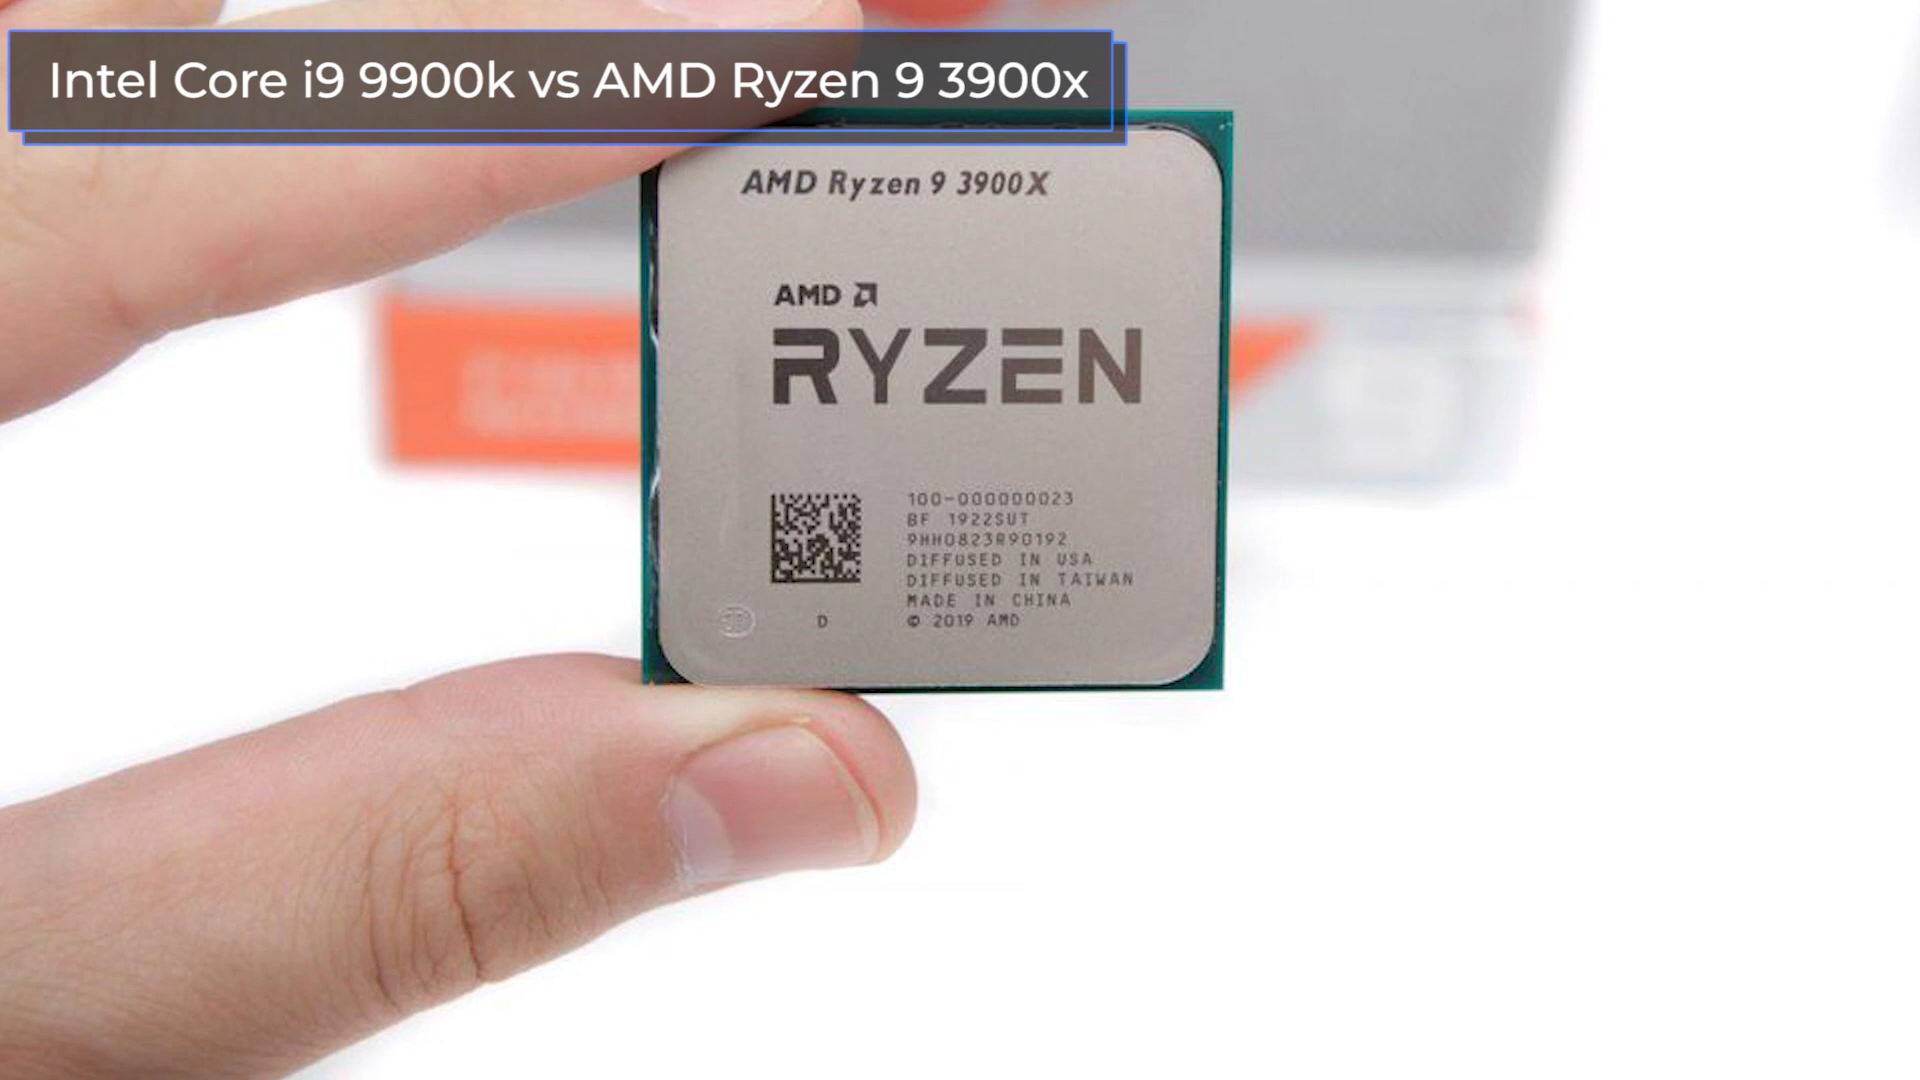 Intel Core i9 9900k vs AMD Ryzen 9 3900x
AMD Ryzen 9 3900X
AMD
RYZEN
100-000000023
BF 1922SUT
9HH0823R90192
DIFFUSED IN USA
DIFFUSED IN TAIWAN
MADE IN CHINA
D
© 2019 AMD